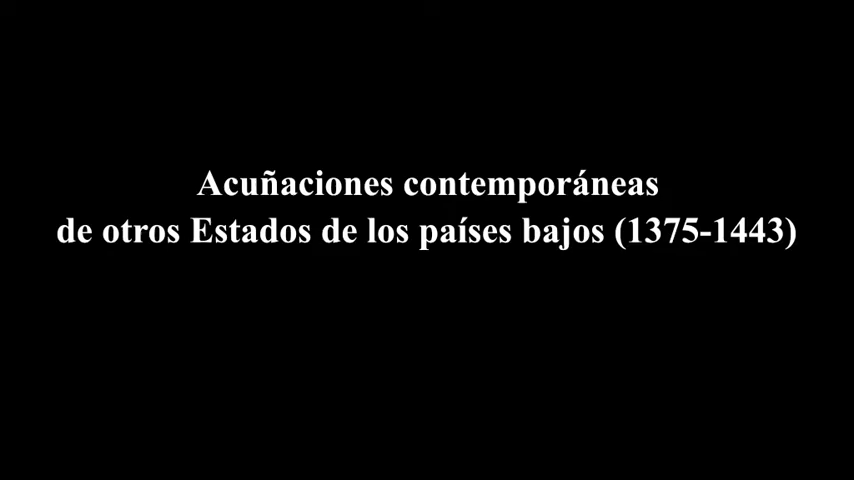 Acuñaciones contemporáneas
de otros Estados de los países bajos (1375-1443)